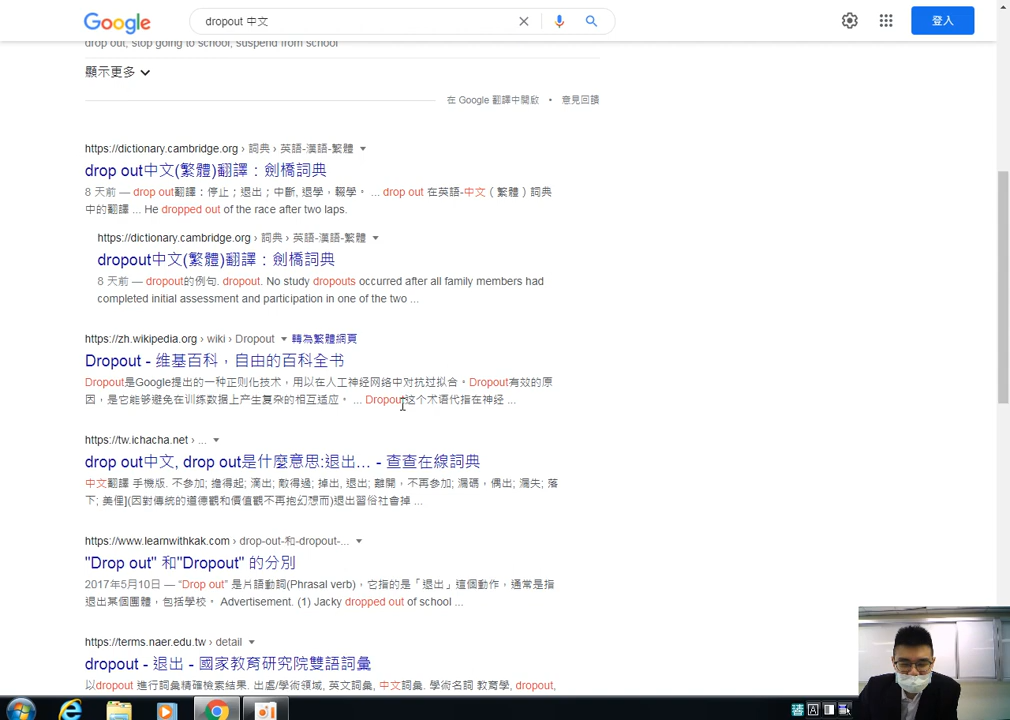 Google
dropout 中文
登入
drop out, stop going to school, suspend from school
顯示更多
在 Google 翻譯中開啟 • 意見回饋
https://dictionary.cambridge.org › 詞典 › 英語-漢語-繁體
drop out中文(繁體)翻譯：劍橋詞典
8 天前 — drop out翻譯：停止；退出；中斷, 退學，輟學。 ... drop out 在英語-中文（繁體）詞典
中的翻譯 ... He dropped out of the race after two laps.
https://dictionary.cambridge.org › 詞典 › 英語-漢語-繁體
dropout中文(繁體)翻譯：劍橋詞典
8 天前 — dropout的例句. dropout. No study dropouts occurred after all family members had
completed initial assessment and participation in one of the two ...
https://zh.wikipedia.org › wiki › Dropout 轉為繁體網頁
Dropout - 维基百科，自由的百科全书
Dropout是Google提出的一种正则化技术，用以在人工神经网络中对抗过拟合。Dropout有效的原
因，是它能够避免在训练数据上产生复杂的相互适应。 ... Dropout这个术语代指在神经 ...
https://tw.ichacha.net › ...
drop out中文, drop out是什麼意思:退出... - 查查在線詞典
中文翻譯 手機版. 不參加; 擔得起; 滴出; 敲得過; 掉出, 退出; 離開，不再參加; 漏碼，偶出; 漏失; 落
下; 美俚](因對傳統的道德觀和價值觀不再抱幻想而)退出習俗社會掉 ...
https://www.learnwithkak.com › drop-out-和-dropout-...
"Drop out" 和"Dropout" 的分別
2017年5月10日 — “Drop out” 是片語動詞(Phrasal verb)，它指的是「退出」這個動作，通常是指
退出某個團體，包括學校。 Advertisement. (1) Jacky dropped out of school ...
https://terms.naer.edu.tw › detail
dropout - 退出 - 國家教育研究院雙語詞彙
以dropout 進行詞彙精確檢索結果. 出處/學術領域, 英文詞彙, 中文詞彙. 學術名詞 教育學, dropout,